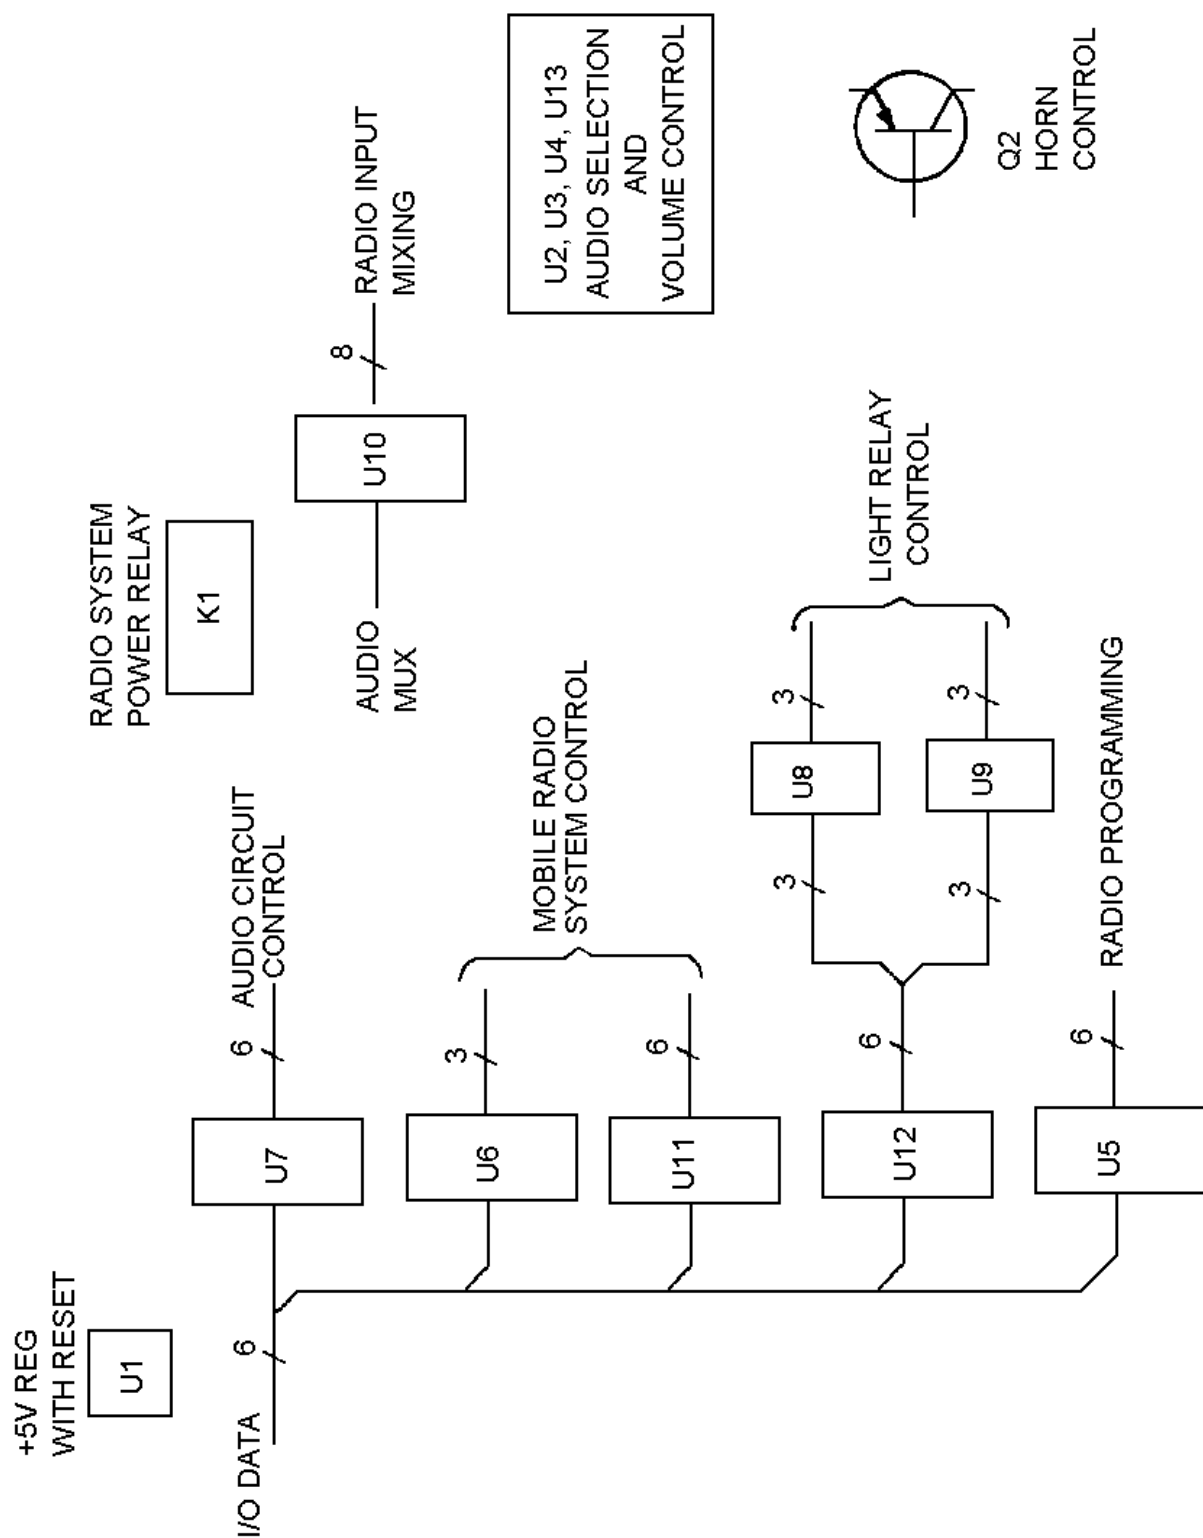 +5V REG
WITH RESET
U1
RADIO SYSTEM
POWER RELAY
K1
I/O DATA
6
U7
6
AUDIO CIRCUIT
CONTROL
AUDIO
MUX
U10
8
RADIO INPUT
MIXING
U6
3
U11
6
MOBILE RADIO
SYSTEM CONTROL
U2, U3, U4, U13
AUDIO SELECTION
AND
VOLUME CONTROL
U12
6
3
U8
3
3
U9
3
LIGHT RELAY
CONTROL
U5
6
RADIO PROGRAMMING
Q2
HORN
CONTROL